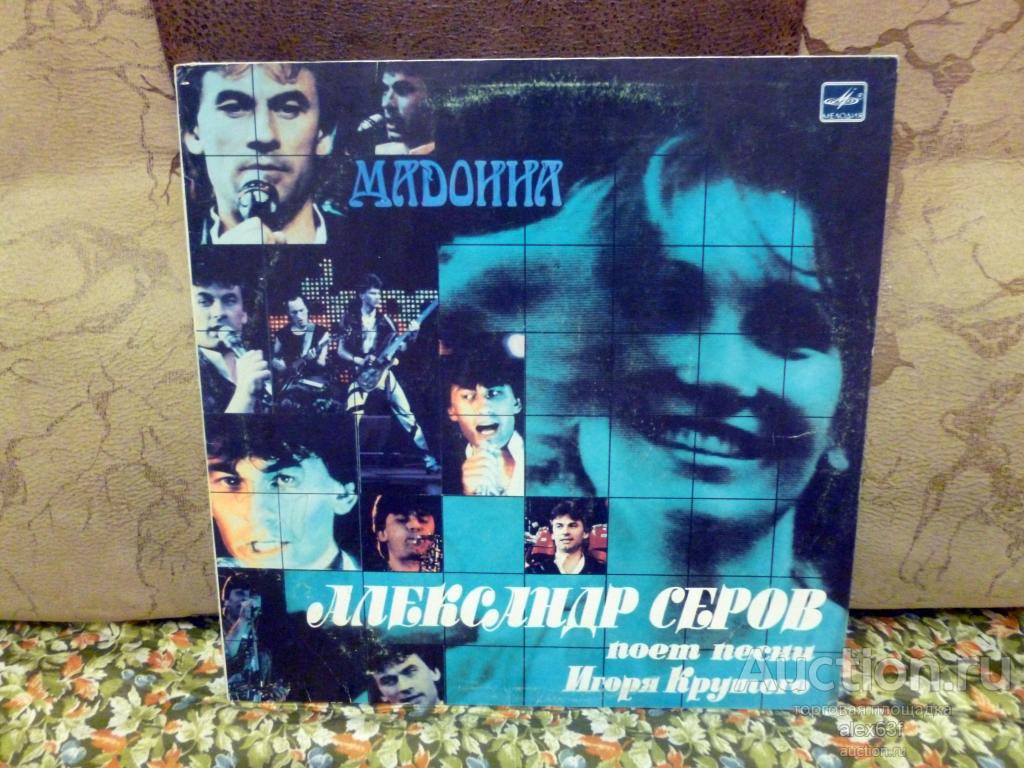 МЕЛОДИЯ
МАДОННА
АЛЕКСАНДР СЕРОВ
поет песни
Игоря Крутого
Auction.ru
торговая площадка
alex63f
auction.ru